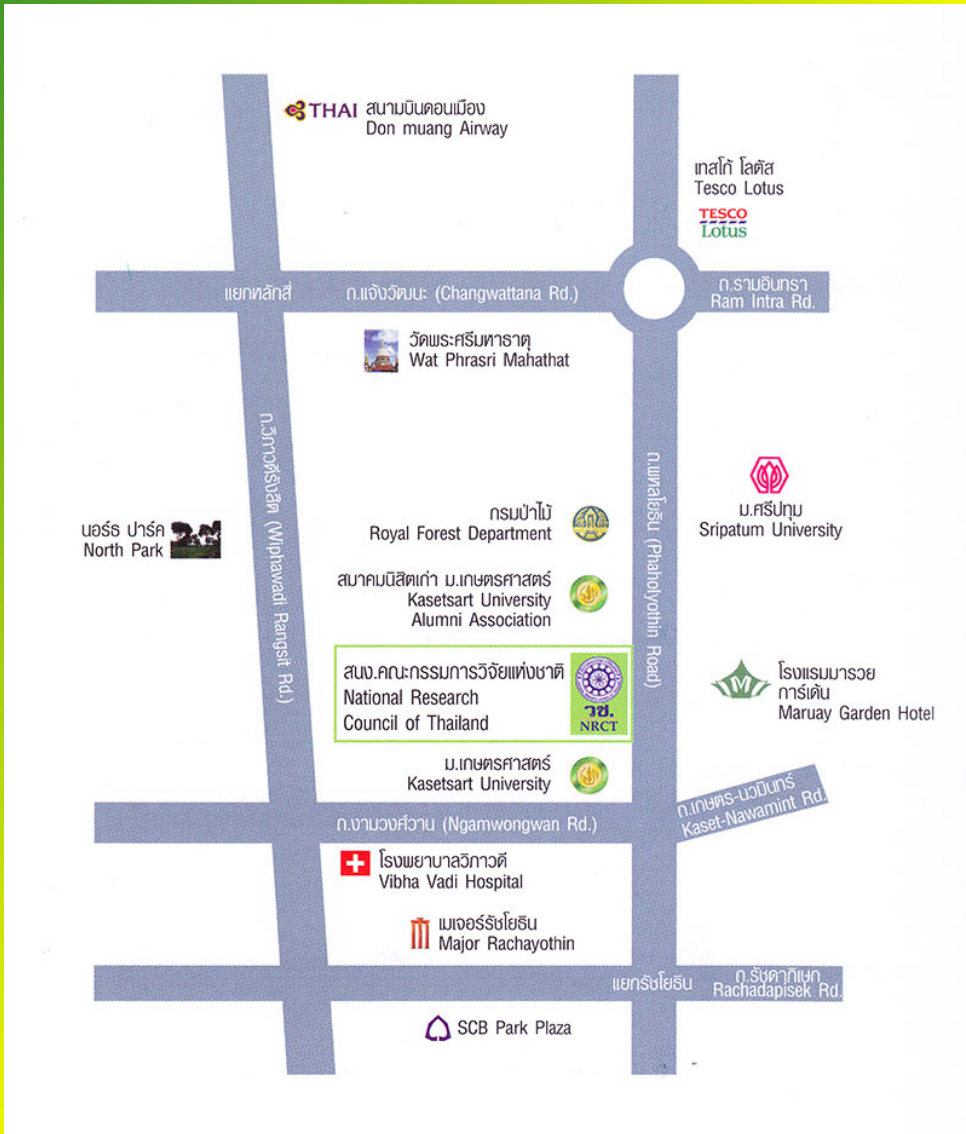 THAI
สนามบินดอนเมือง
Don muang Airway
เทสโก้ โลตัส
Tesco Lotus
TESCO
Lotus
แยกหลักสี่
ถ.แจ้งวัฒนะ (Changwattana Rd.)
ถ.รามอินทรา
Ram Intra Rd.
วัดพระศรีมหาธาตุ
Wat Phrasri Mahathat
ถ.วิภาวดีรังสิต (Wiphawadi Rangsit Rd.)
ถ.พหลโยธิน (Phaholyothin Road)
ม.ศรีปทุม
Sripatum University
กรมป่าไม้
Royal Forest Department
นอร์ธ ปาร์ค
North Park
สมาคมนิสิตเก่า ม.เกษตรศาสตร์
Kasetsart University
Alumni Association
สนง.คณะกรรมการวิจัยแห่งชาติ
National Research
Council of Thailand
วช.
NRCT
โรงแรมมารวย
การ์เด้น
Maruay Garden Hotel
ม.เกษตรศาสตร์
Kasetsart University
ถ.เกษตร-นวมินทร์
Kaset-Nawamint Rd.
ถ.งามวงศ์วาน (Ngamwongwan Rd.)
โรงพยาบาลวิภาวดี
Vibha Vadi Hospital
เมเจอร์รัชโยธิน
Major Rachayothin
แยกรัชโยธิน
ถ.รัชดาภิเษก
Rachadapisek Rd.
SCB Park Plaza